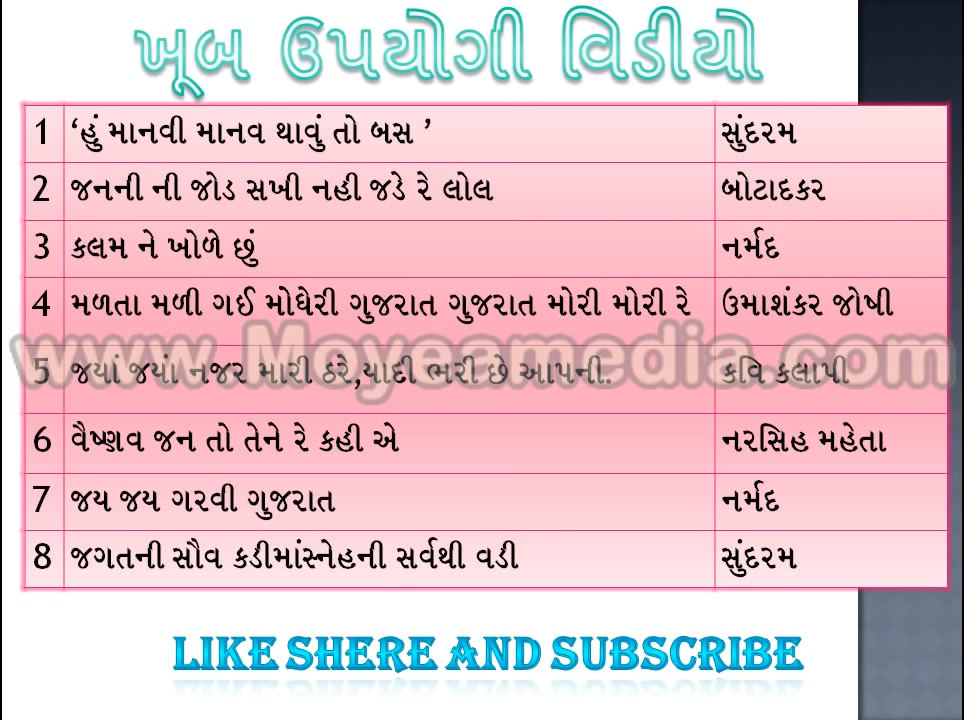 ખૂબ ઉપયોગી વિડીયો
1 ‘હું માનવી માનવ થાવું તો બસ ’ સુંદરમ
2 જનની ની જોડ સખી નહી જડે રે લોલ બોટાદકર
3 કલમ ને ખોળે છું નર્મદ
4 મળતા મળી ગઈ મોઘેરી ગુજરાત ગુજરાત મોરી મોરી રે ઉમાશંકર જોષી
www.Moyeamedia.com
5 જયાં જયાં નજર મારી ઠરે,યાદી ભરી છે આપની. કવિ કલાપી
6 વૈષ્ણવ જન તો તેને રે કહી એ નરસિહ મહેતા
7 જય જય ગરવી ગુજરાત નર્મદ
8 જગતની સૌવ કડીમાંસ્નેહની સર્વથી વડી સુંદરમ
LIKE SHERE AND SUBSCRIBE